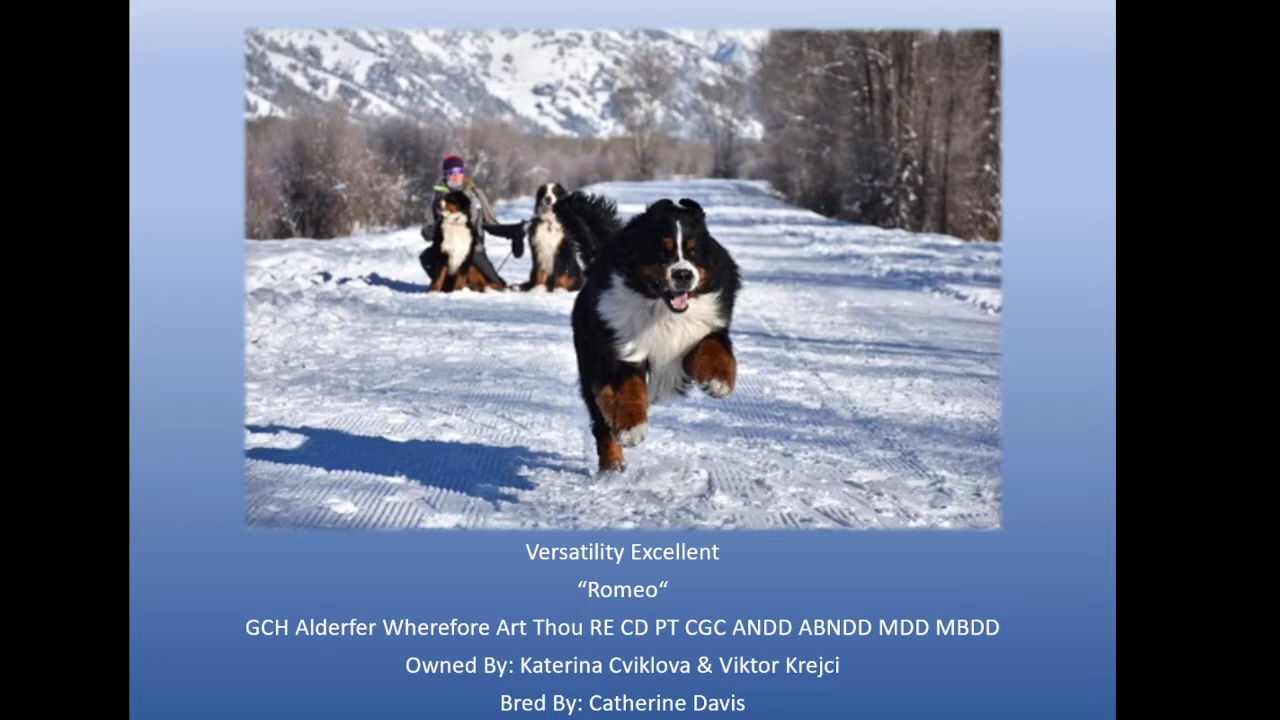 Versatility Excellent
“Romeo“
GCH Alderfer Wherefore Art Thou RE CD PT CGC ANDD ABNDD MDD MBDD
Owned By: Katerina Cviklova & Viktor Krejci
Bred By: Catherine Davis